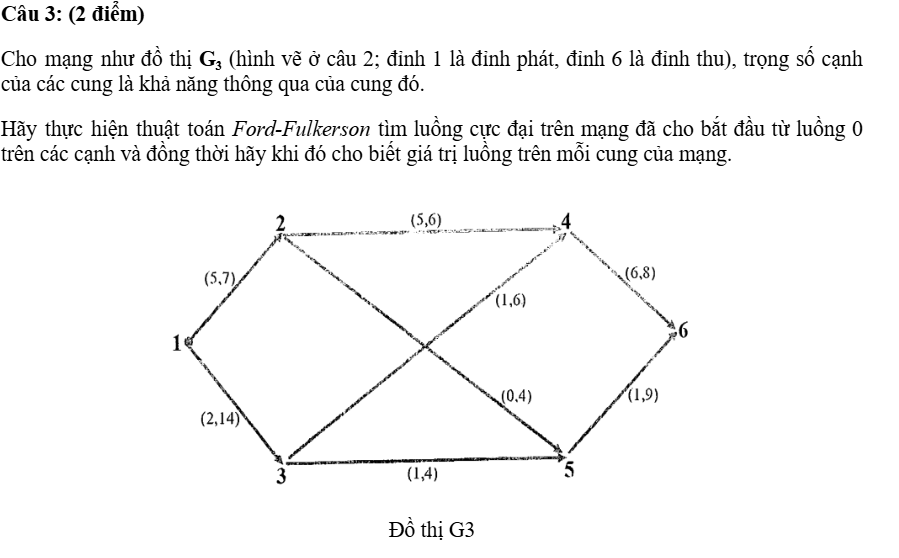 Câu 3: (2 điểm)
Cho mạng như đồ thị G₃ (hình vẽ ở câu 2; đỉnh 1 là đỉnh phát, đỉnh 6 là đỉnh thu), trọng số cạnh
của các cung là khả năng thông qua của cung đó.
Hãy thực hiện thuật toán Ford-Fulkerson tìm luồng cực đại trên mạng đã cho bắt đầu từ luồng 0
trên các cạnh và đồng thời hãy khi đó cho biết giá trị luồng trên mỗi cung của mạng.
2 (5,6) 4
(5,7) (6,8)
(1,6)
1 6
(0,4) (1,9)
(2,14)
3 (1,4) 5
Đồ thị G3